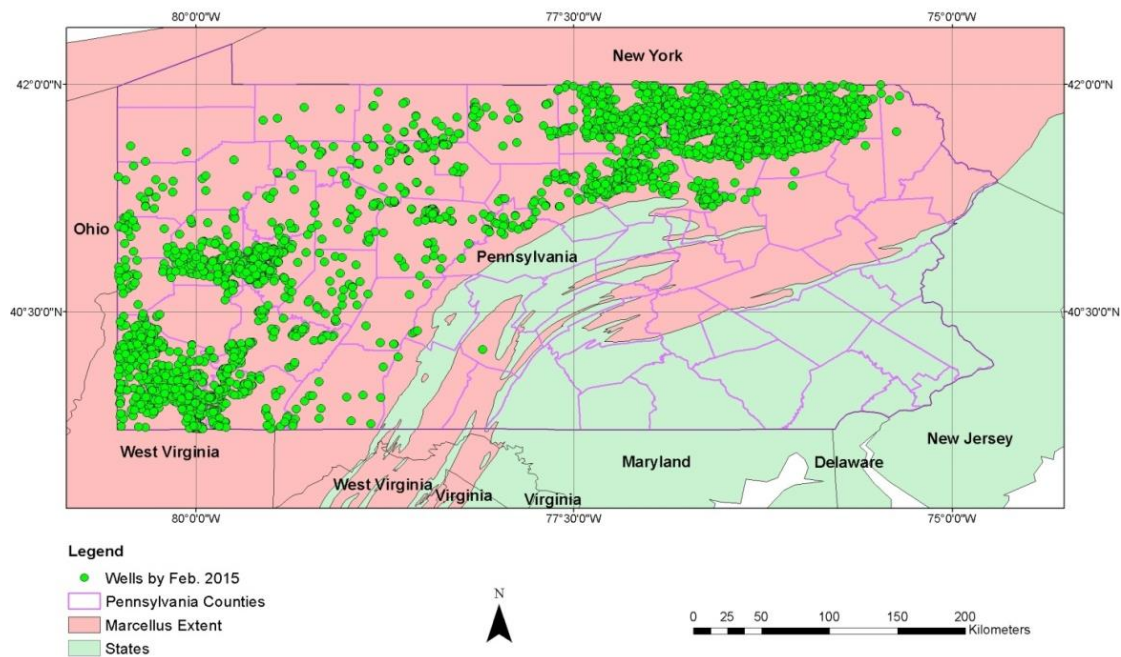 80°0'0"W 77°30'0"W 75°0'0"W
New York
42°0'0"N 42°0'0"N
Ohio
Pennsylvania
40°30'0"N 40°30'0"N
New Jersey
West Virginia Maryland Delaware
West Virginia Virginia Virginia
80°0'0"W 77°30'0"W 75°0'0"W
Legend
Wells by Feb. 2015
Pennsylvania Counties
Marcellus Extent
States
N
0 25 50 100 150 200
Kilometers